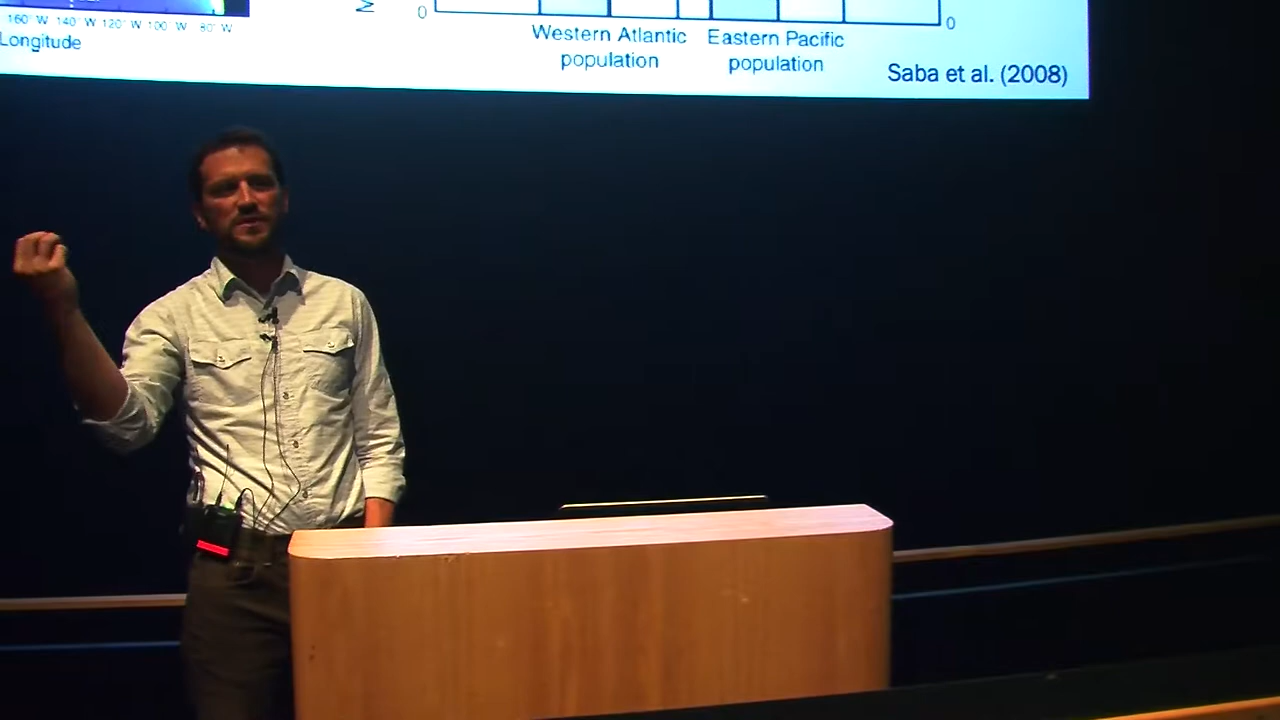 160° W 140° W 120° W 100° W 80° W
Longitude
M
0
0
Western Atlantic
population
Eastern Pacific
population
Saba et al. (2008)